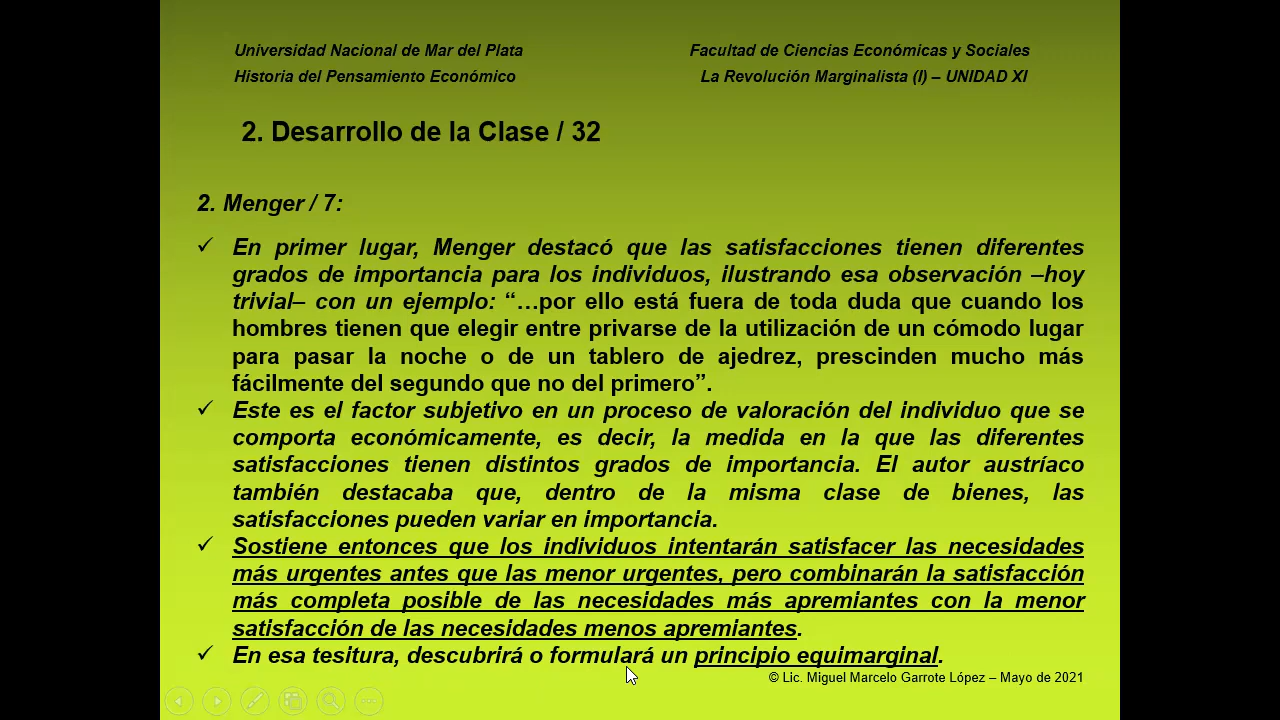 Universidad Nacional de Mar del Plata
Facultad de Ciencias Económicas y Sociales
Historia del Pensamiento Económico
La Revolución Marginalista (I) – UNIDAD XI
2. Desarrollo de la Clase / 32
2. Menger / 7:
✓ En primer lugar, Menger destacó que las satisfacciones tienen diferentes
grados de importancia para los individuos, ilustrando esa observación –hoy
trivial– con un ejemplo: “…por ello está fuera de toda duda que cuando los
hombres tienen que elegir entre privarse de la utilización de un cómodo lugar
para pasar la noche o de un tablero de ajedrez, prescinden mucho más
fácilmente del segundo que no del primero”.
✓ Este es el factor subjetivo en un proceso de valoración del individuo que se
comporta económicamente, es decir, la medida en la que las diferentes
satisfacciones tienen distintos grados de importancia. El autor austríaco
también destacaba que, dentro de la misma clase de bienes, las
satisfacciones pueden variar en importancia.
✓ Sostiene entonces que los individuos intentarán satisfacer las necesidades
más urgentes antes que las menor urgentes, pero combinarán la satisfacción
más completa posible de las necesidades más apremiantes con la menor
satisfacción de las necesidades menos apremiantes.
✓ En esa tesitura, descubrirá o formulará un principio equimarginal.
© Lic. Miguel Marcelo Garrote López – Mayo de 2021